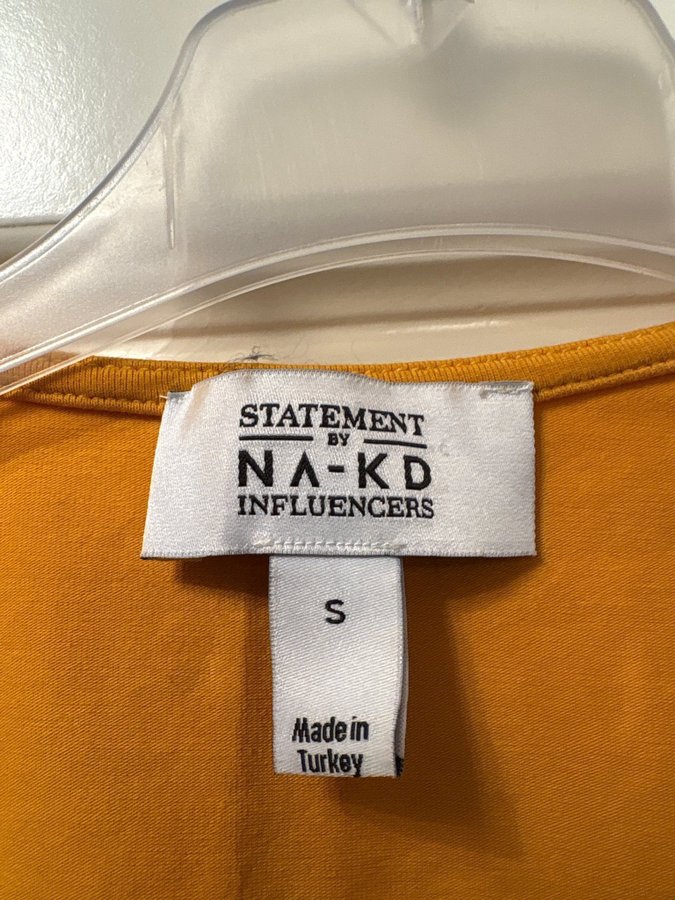 STATEMENT
BY
NA-KD
INFLUENCERS
S
Made in
Turkey